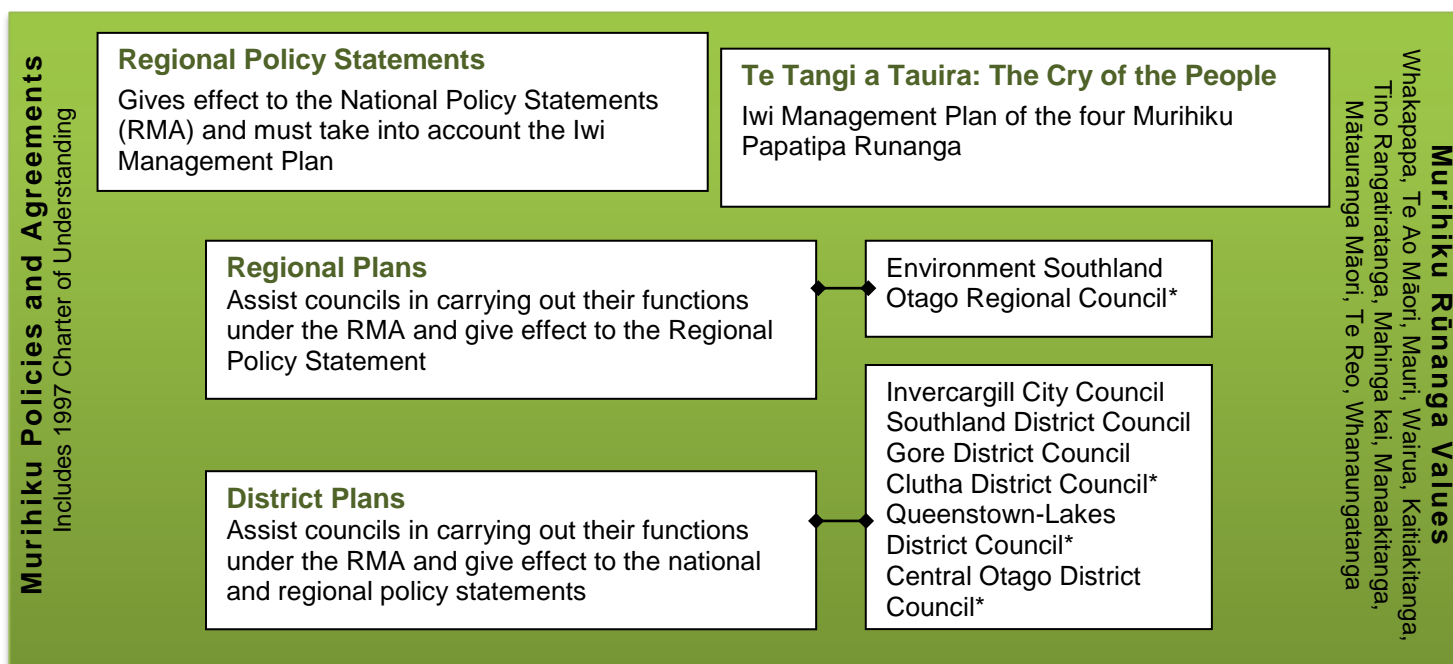 Murihiku Policies and Agreements
Includes 1997 Charter of Understanding
Regional Policy Statements
Gives effect to the National Policy Statements
(RMA) and must take into account the Iwi
Management Plan
Te Tangi a Tauira: The Cry of the People
Iwi Management Plan of the four Murihiku
Papatipa Runanga
Regional Plans
Assist councils in carrying out their functions
under the RMA and give effect to the Regional
Policy Statement
Environment Southland
Otago Regional Council*
District Plans
Assist councils in carrying out their functions
under the RMA and give effect to the national
and regional policy statements
Invercargill City Council
Southland District Council
Gore District Council
Clutha District Council*
Queenstown-Lakes
District Council*
Central Otago District
Council*
Murihiku Rūnanga Values
Whakapapa, Te Ao Māori, Mauri, Wairua, Kaitiakitanga,
Tino Rangatiratanga, Mahinga kai, Manaakitanga,
Mātauranga Māori, Te Reo, Whanaungatanga